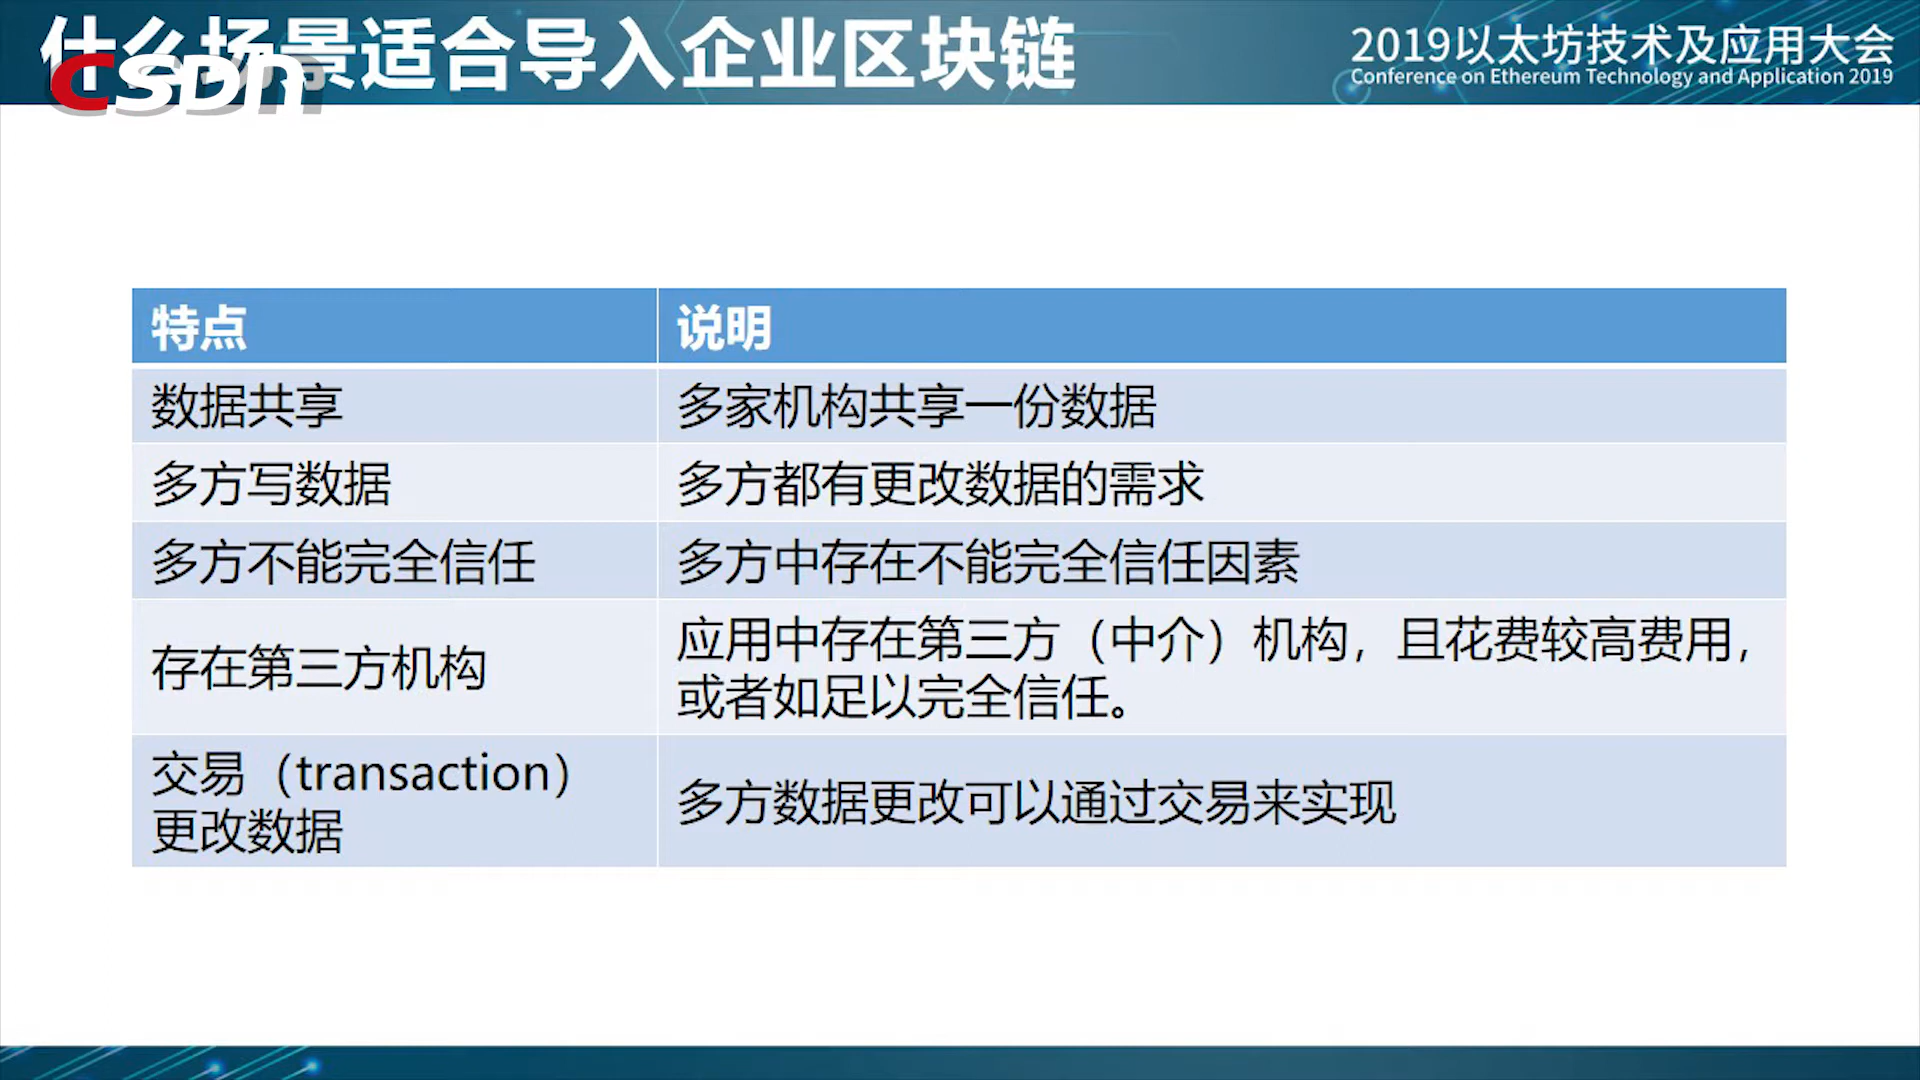 什么场景适合导入企业区块链
CSDN
2019以太坊技术及应用大会
Conference on Ethereum Technology and Application 2019
特点
说明
数据共享
多家机构共享一份数据
多方写数据
多方都有更改数据的需求
多方不能完全信任
多方中存在不能完全信任因素
存在第三方机构
应用中存在第三方（中介）机构，且花费较高费用，
或者如足以完全信任。
交易（transaction）
更改数据
多方数据更改可以通过交易来实现